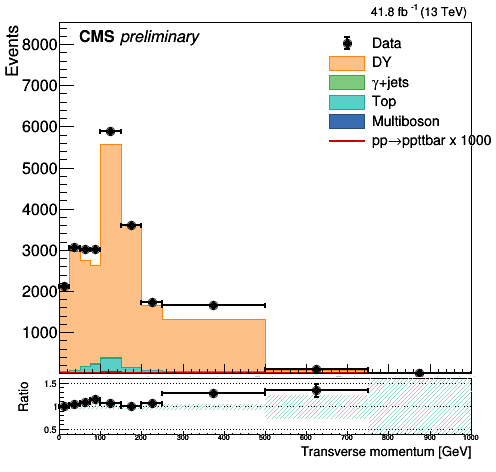 41.8 fb⁻¹ (13 TeV)
CMS preliminary
Events
8000
7000
6000
5000
4000
3000
2000
1000
Data
DY
γ+jets
Top
Multiboson
pp→ppttbar x 1000
Ratio
1.5
1.0
0.5
0 100 200 300 400 500 600 700 800 900 1000
Transverse momentum [GeV]